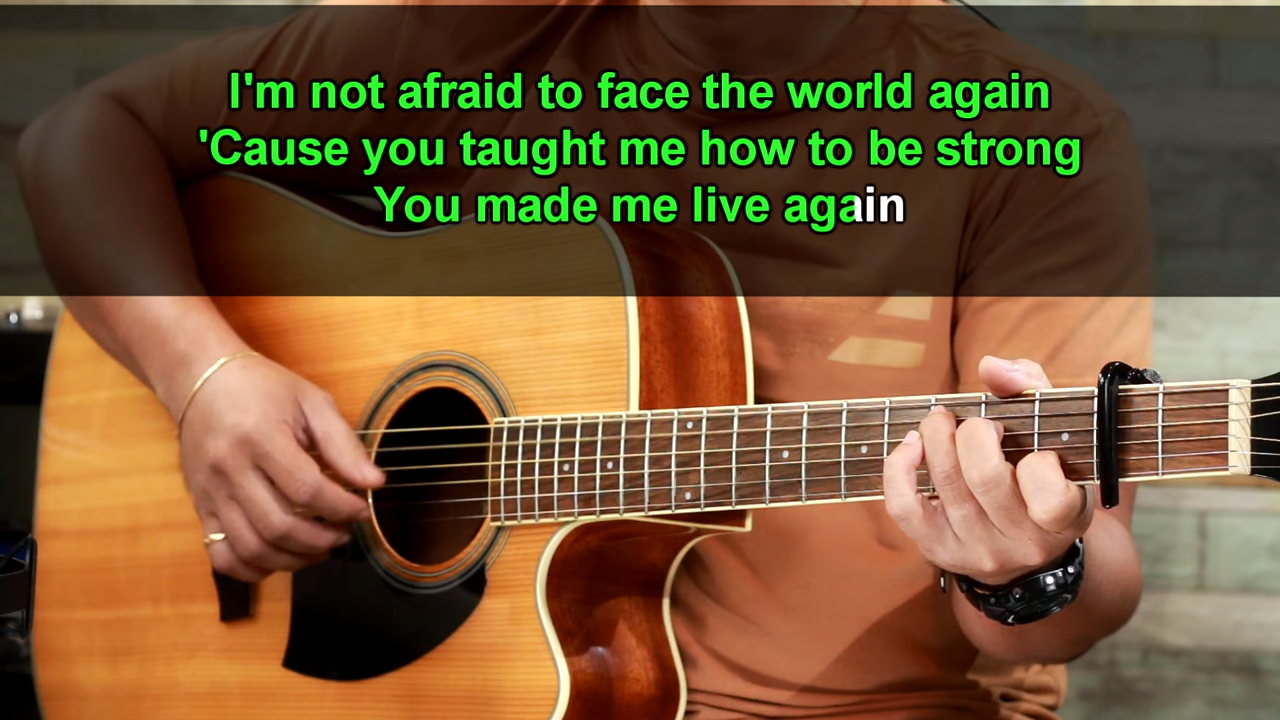 I'm not afraid to face the world again
'Cause you taught me how to be strong
You made me live again